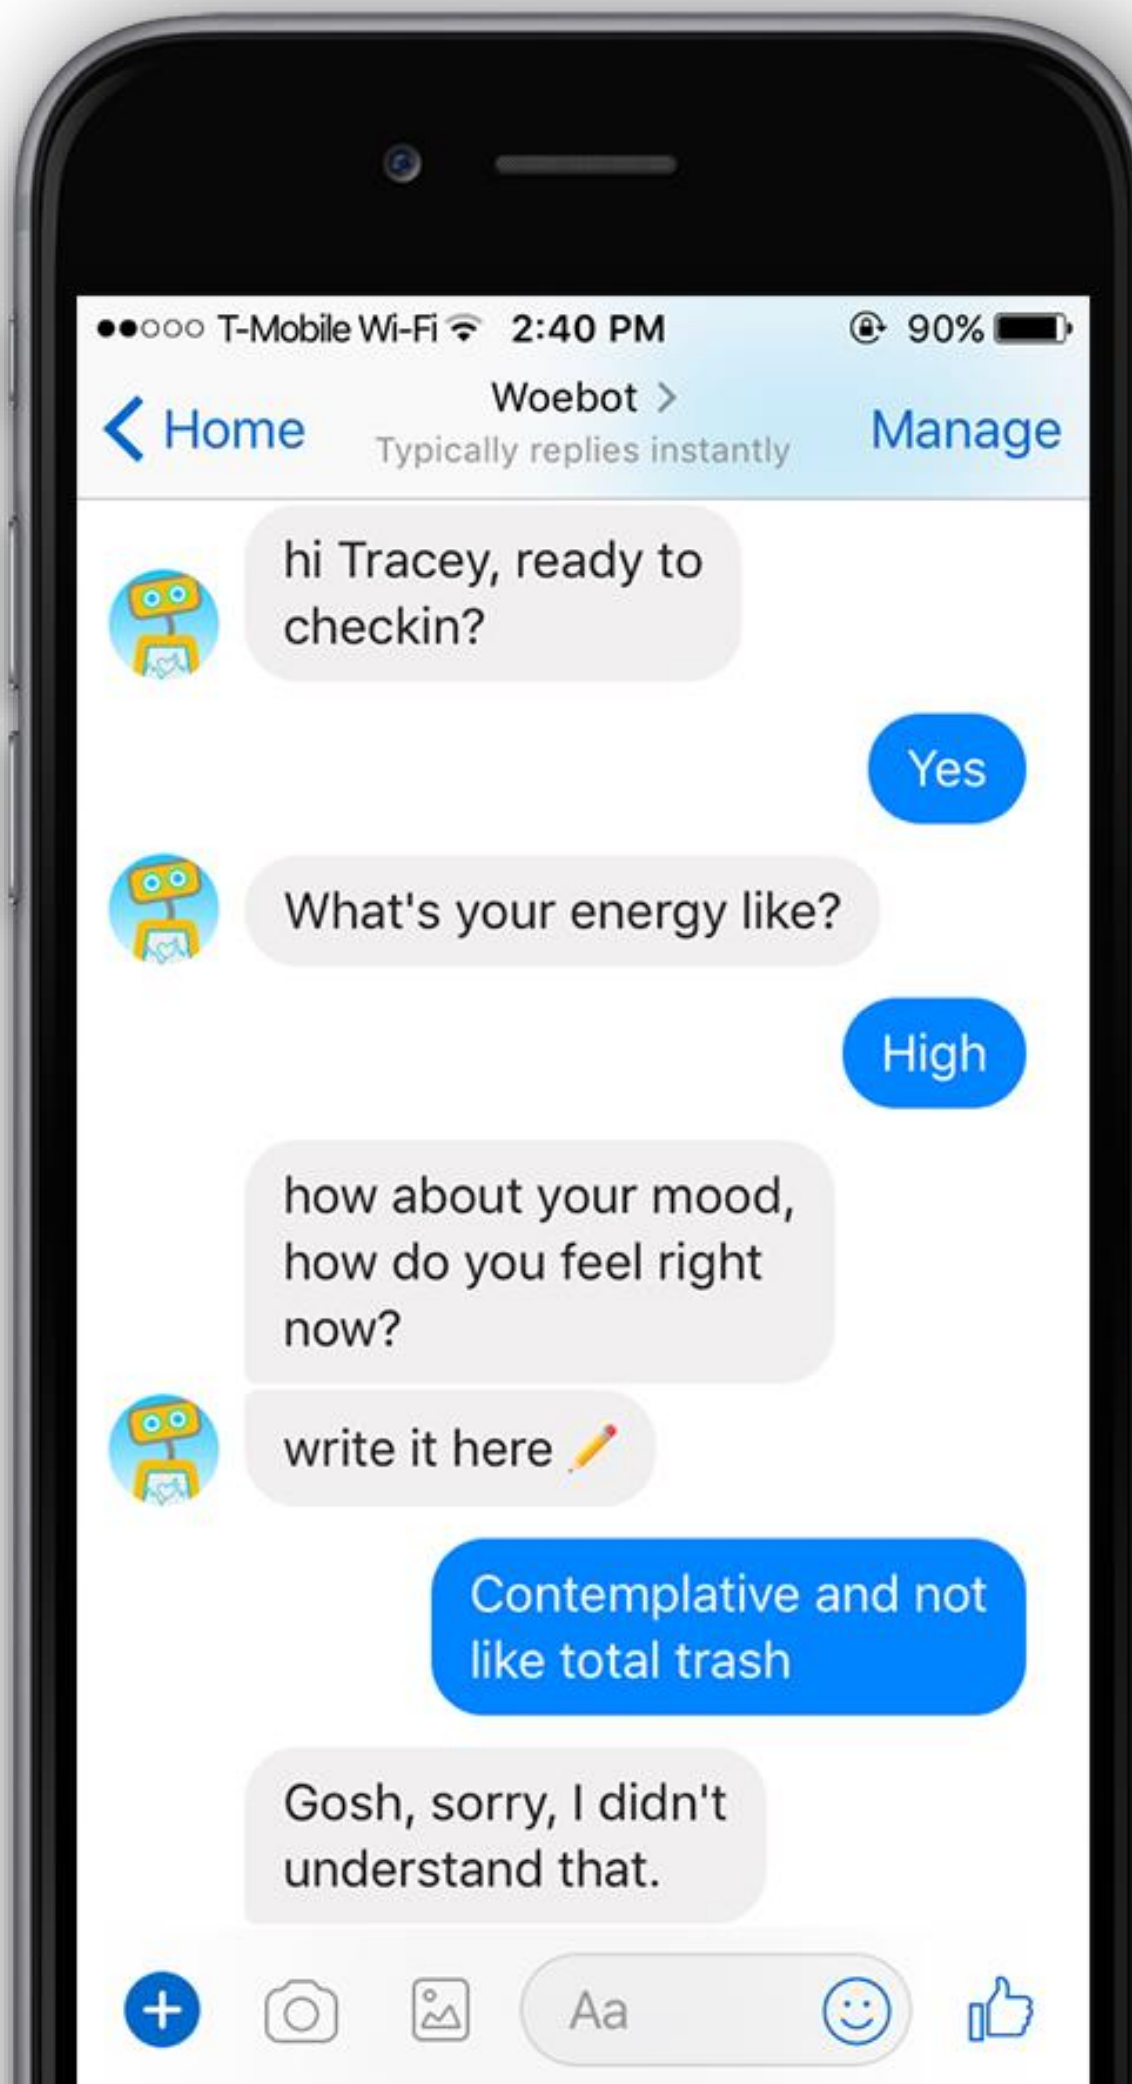 T-Mobile Wi-Fi 2:40 PM 90%
Home Woebot > Manage
Typically replies instantly
hi Tracey, ready to
checkin?
Yes
What's your energy like?
High
how about your mood,
how do you feel right
now?
write it here ✏️
Contemplative and not
like total trash
Gosh, sorry, I didn't
understand that.
Aa